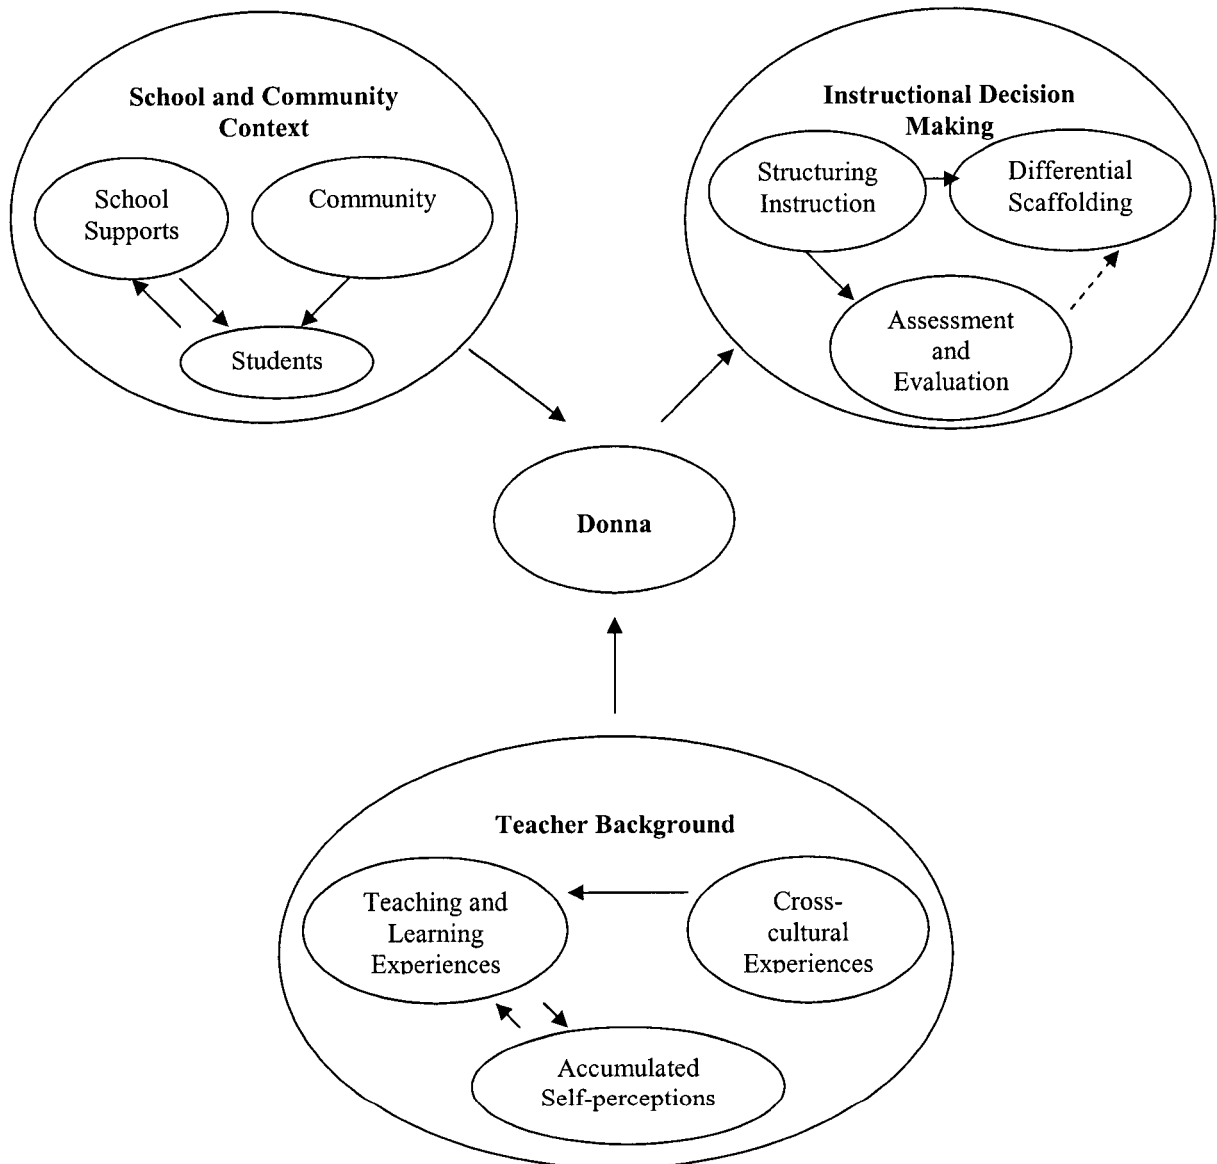 School and Community
Context
School
Supports
Community
Students
Instructional Decision
Making
Structuring
Instruction
Differential
Scaffolding
Assessment
and
Evaluation
Donna
Teacher Background
Teaching and
Learning
Experiences
Cross-
cultural
Experiences
Accumulated
Self-perceptions